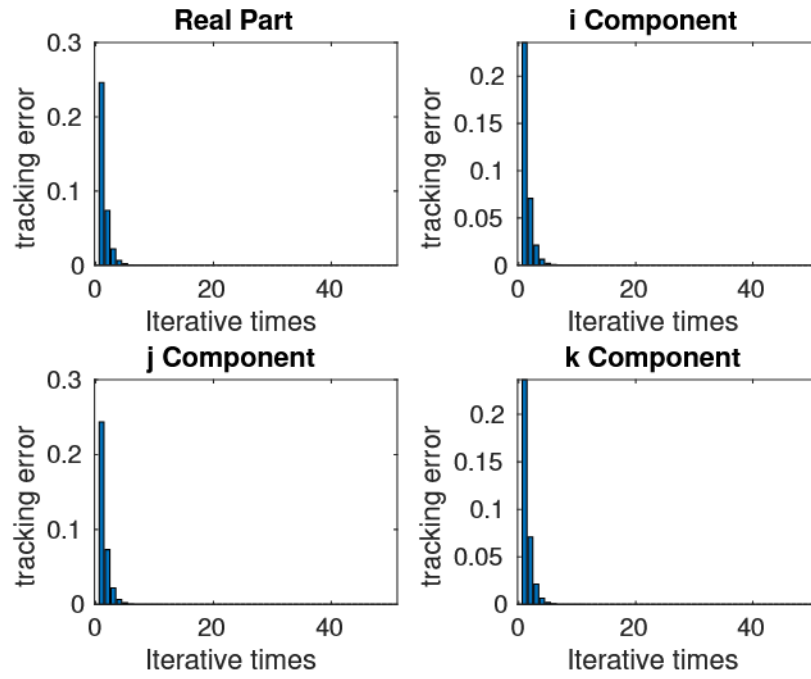 Real Part
0.3
0.2
0.1
0
tracking error
0
20
40
Iterative times
i Component
0.2
0.15
0.1
0.05
0
tracking error
0
20
40
Iterative times
j Component
0.3
0.2
0.1
0
tracking error
0
20
40
Iterative times
k Component
0.2
0.15
0.1
0.05
0
tracking error
0
20
40
Iterative times